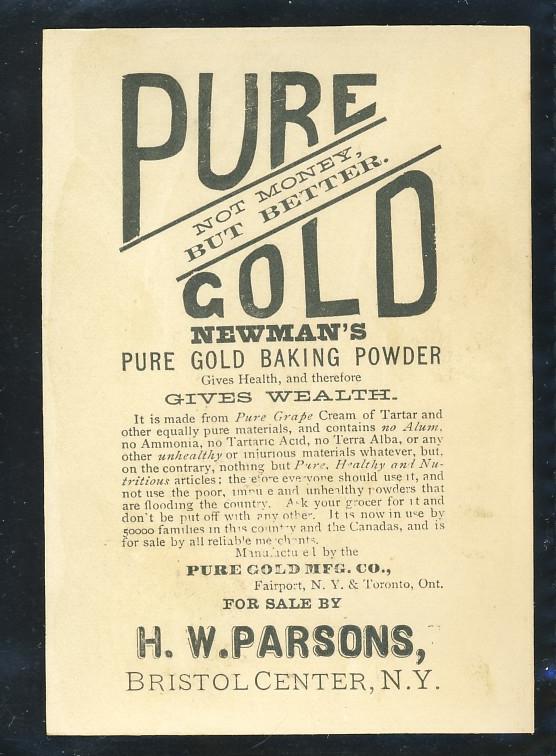 PURE
NOT MONEY,
BUT BETTER.
GOLD
NEWMAN'S
PURE GOLD BAKING POWDER
Gives Health, and therefore
GIVES WEALTH.
It is made from Pure Grape Cream of Tartar and
other equally pure materials, and contains no Alum,
no Ammonia, no Tartaric Acid, no Terra Alba, or any
other unhealthy or injurious materials whatever, but,
on the contrary, nothing but Pure, Healthy and Nu-
tritious articles; therefore everyone should use it, and
not use the poor, impure and unhealthy powders that
are flooding the country. Ask your grocer for it and
don't be put off with any other. It is now in use by
50000 families in this country and the Canadas, and is
for sale by all reliable merchants.
Manufactured by the
PURE GOLD MFG. CO.,
Fairport, N. Y. & Toronto, Ont.
FOR SALE BY
H. W. PARSONS,
BRISTOL CENTER, N.Y.